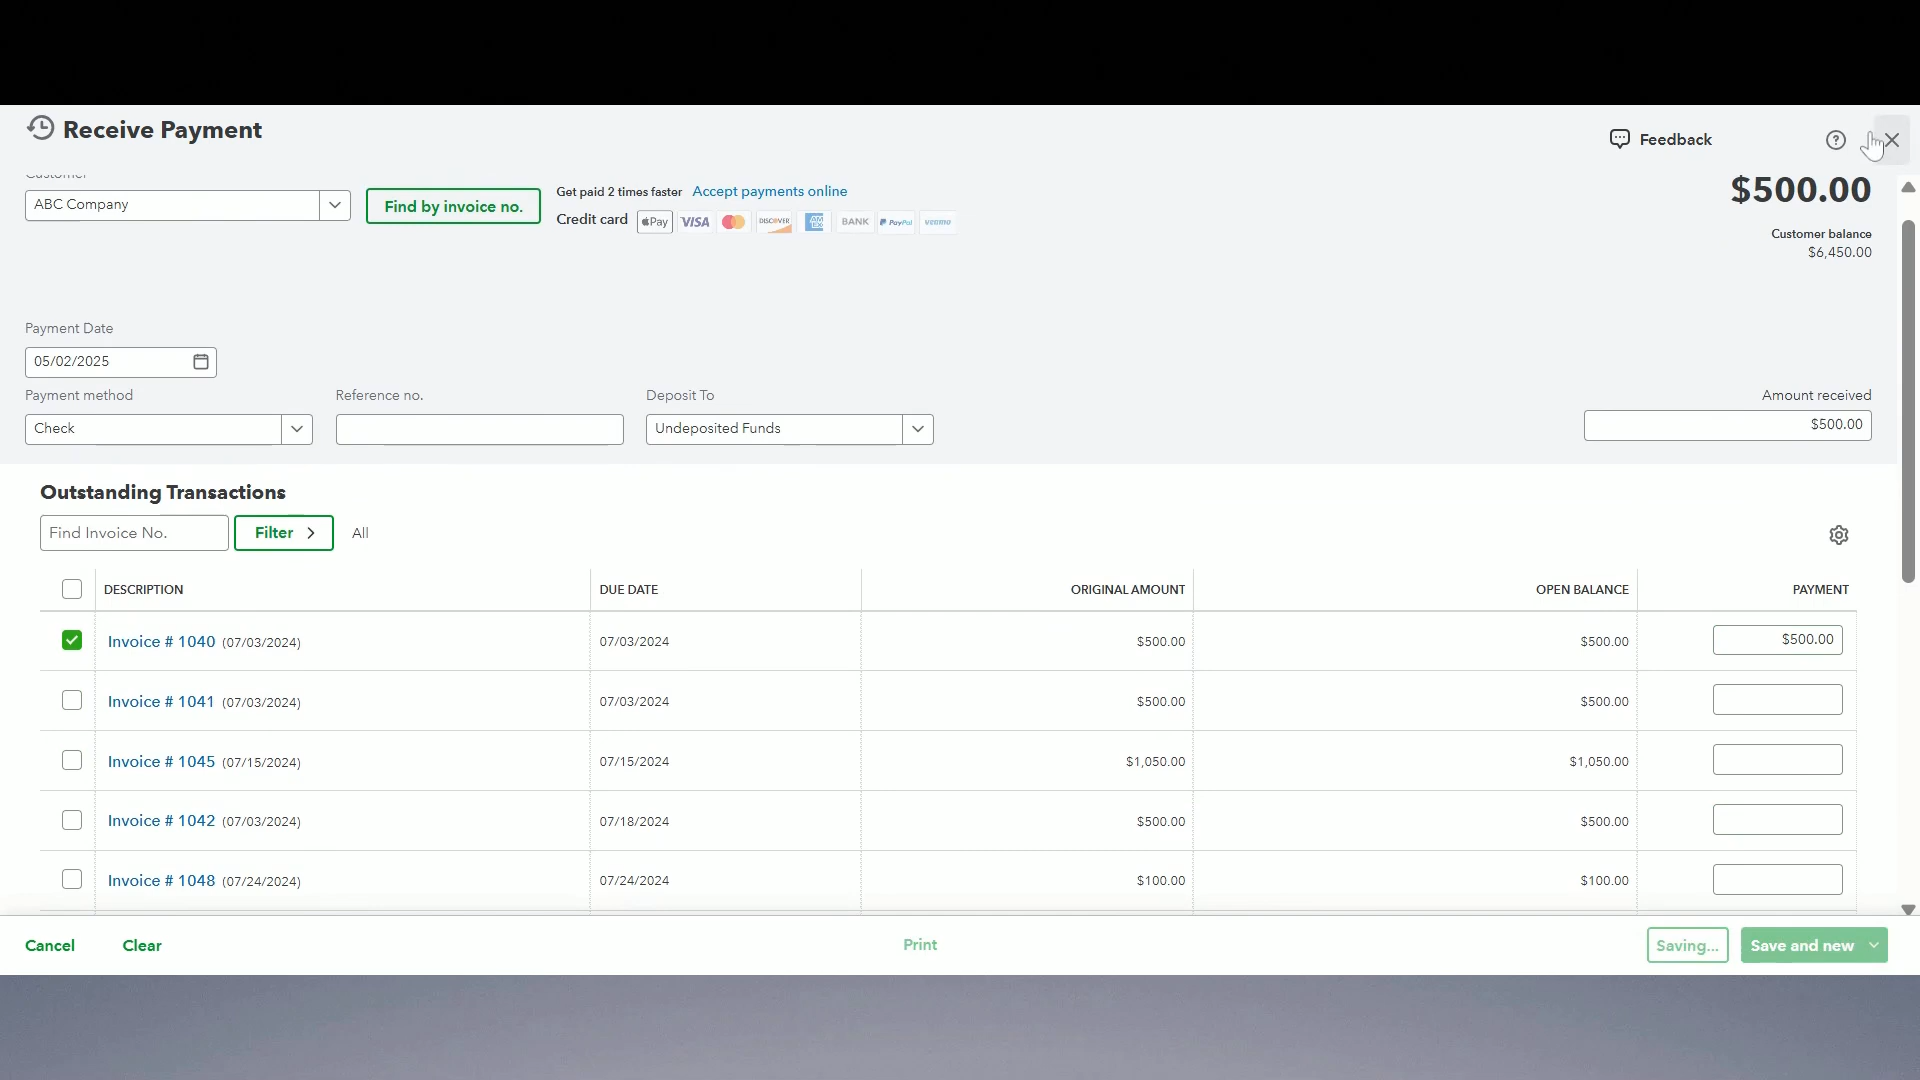 Receive Payment
Feedback
Customer
ABC Company
Find by invoice no.
Get paid 2 times faster Accept payments online
Credit card Pay VISA DISCOVER AM EX BANK PayPal venmo
$500.00
Customer balance
$6,450.00
Payment Date
05/02/2025
Payment method
Reference no.
Deposit To
Amount received
Check
Undeposited Funds
$500.00
Outstanding Transactions
Find Invoice No.
Filter
All
DESCRIPTION DUE DATE ORIGINAL AMOUNT OPEN BALANCE PAYMENT
Invoice # 1040 (07/03/2024) 07/03/2024 $500.00 $500.00 $500.00
Invoice # 1041 (07/03/2024) 07/03/2024 $500.00 $500.00
Invoice # 1045 (07/15/2024) 07/15/2024 $1,050.00 $1,050.00
Invoice # 1042 (07/03/2024) 07/18/2024 $500.00 $500.00
Invoice # 1048 (07/24/2024) 07/24/2024 $100.00 $100.00
Cancel
Clear
Print
Saving...
Save and new